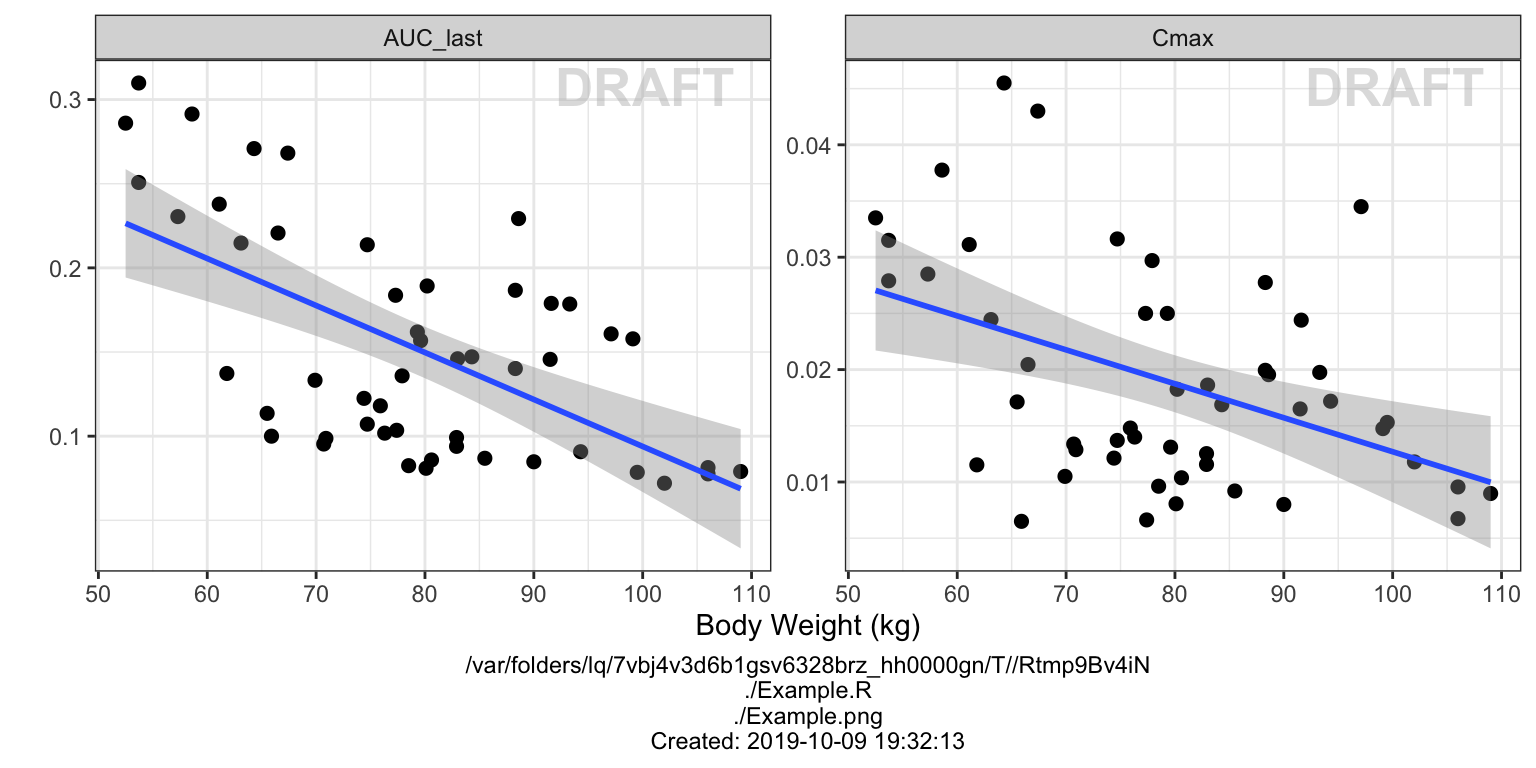 AUC_last
Cmax
DRAFT
DRAFT
0.3
0.2
0.1
0.04
0.03
0.02
0.01
50 60 70 80 90 100 110
50 60 70 80 90 100 110
Body Weight (kg)
/var/folders/lq/7vbj4v3d6b1gsv6328brz_hh0000gn/T//Rtmp9Bv4iN
./Example.R
./Example.png
Created: 2019-10-09 19:32:13